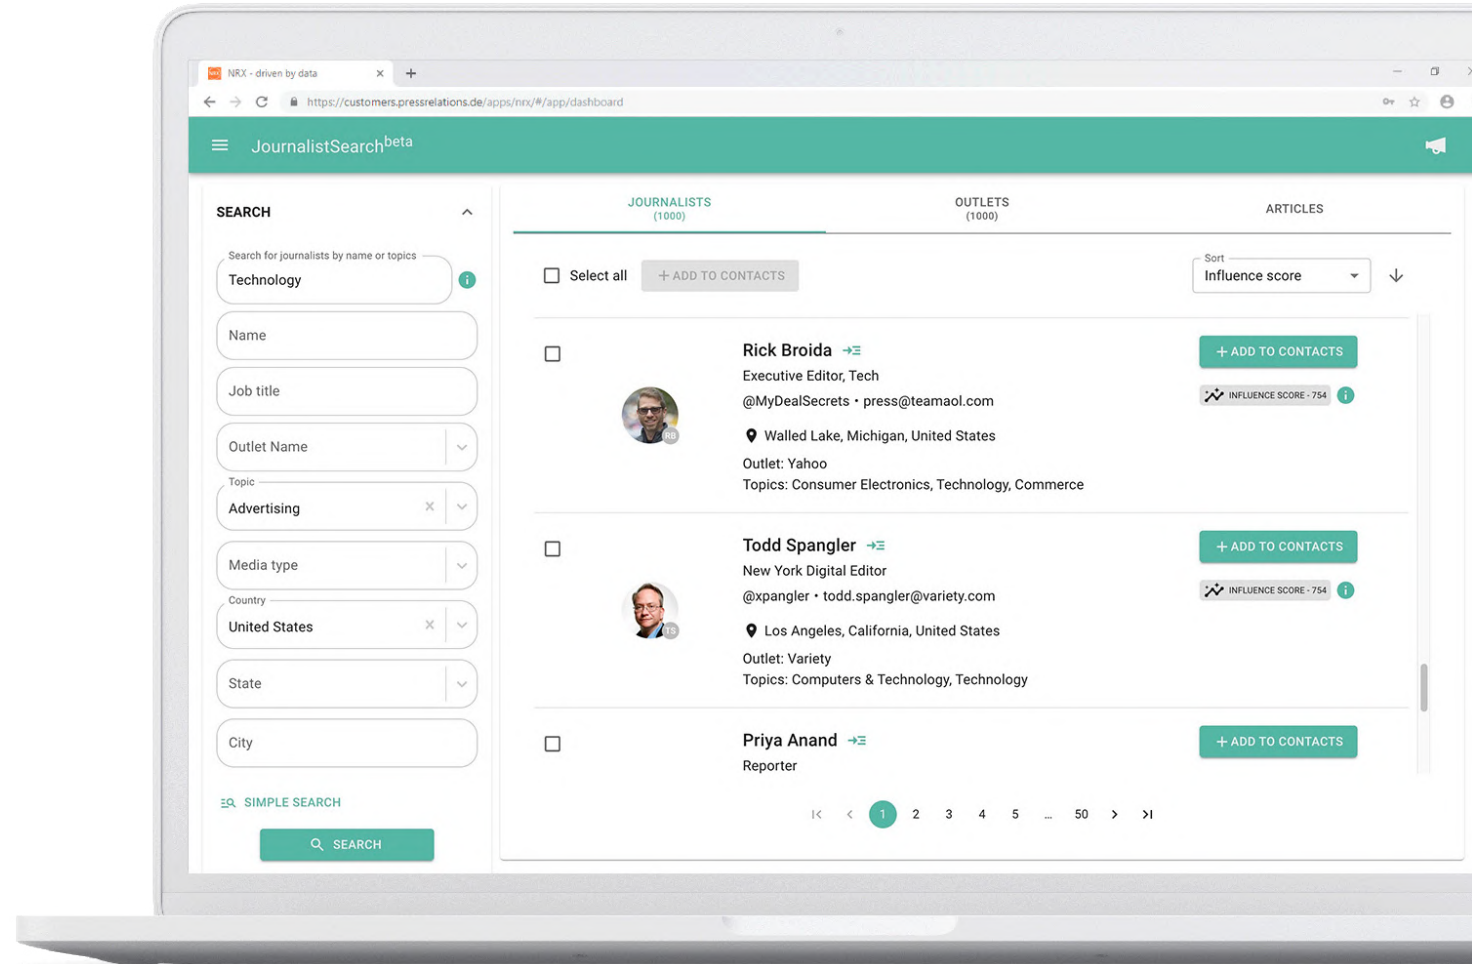 NRX - driven by data
https://customers.pressrelations.de/apps/nrx/#/app/dashboard
JournalistSearch beta
SEARCH
Search for journalists by name or topics
Technology
Name
Job title
Outlet Name
Topic
Advertising
Media type
Country
United States
State
City
SIMPLE SEARCH
SEARCH
JOURNALISTS
(1000)
OUTLETS
(1000)
ARTICLES
Select all
+ ADD TO CONTACTS
Sort
Influence score
Rick Broida
+ ADD TO CONTACTS
Executive Editor, Tech
INFLUENCE SCORE - 754
@MyDealSecrets • press@teamaol.com
RB
Walled Lake, Michigan, United States
Outlet: Yahoo
Topics: Consumer Electronics, Technology, Commerce
Todd Spangler
+ ADD TO CONTACTS
New York Digital Editor
INFLUENCE SCORE - 754
@xpangler • todd.spangler@variety.com
TS
Los Angeles, California, United States
Outlet: Variety
Topics: Computers & Technology, Technology
Priya Anand
+ ADD TO CONTACTS
Reporter
1 2 3 4 5 ... 50